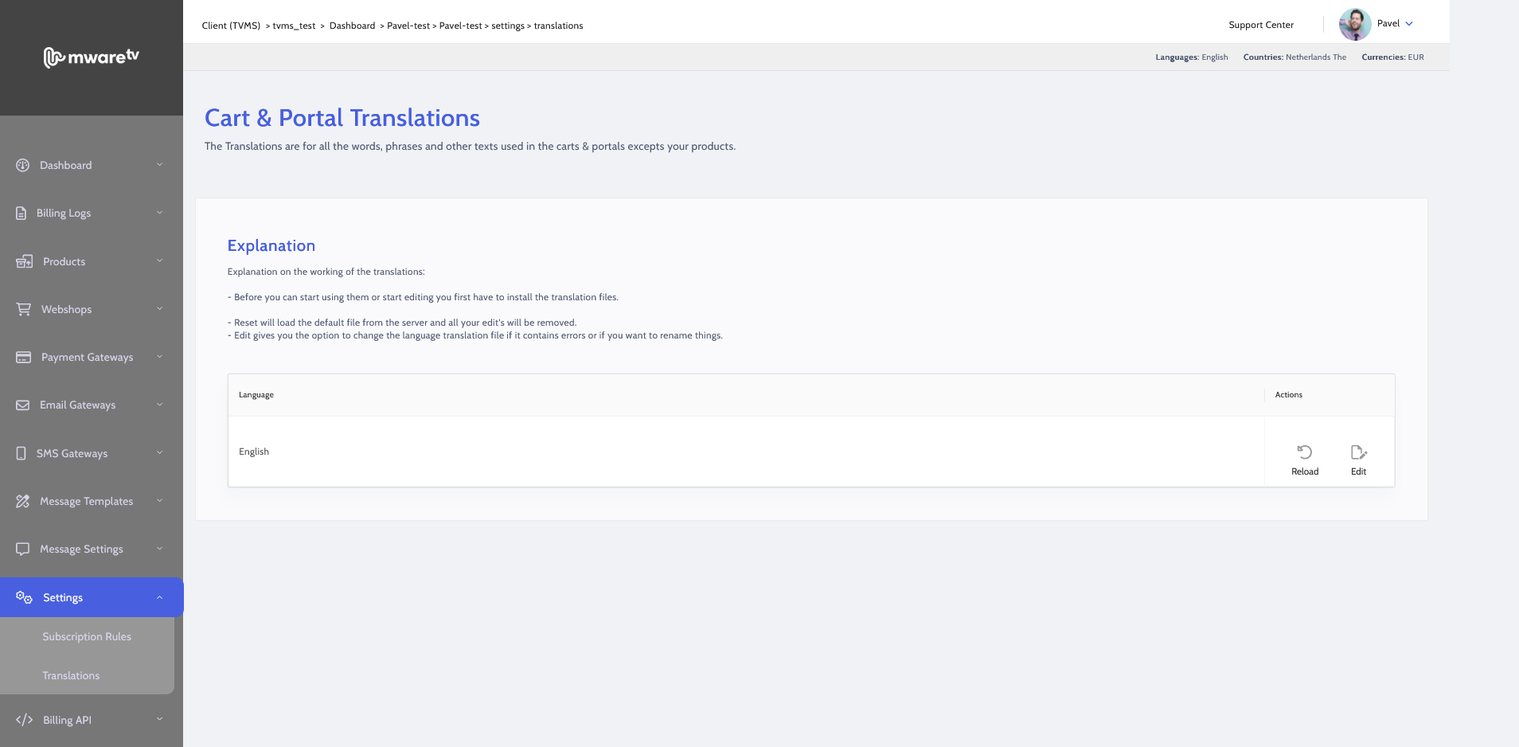 mwaretv
Client (TVMS) > tvms_test > Dashboard > Pavel-test > Pavel-test > settings > translations
Support Center
Pavel
Languages: English Countries: Netherlands The Currencies: EUR
Cart & Portal Translations
The Translations are for all the words, phrases and other texts used in the carts & portals excepts your products.
Dashboard
Billing Logs
Products
Webshops
Payment Gateways
Email Gateways
SMS Gateways
Message Templates
Message Settings
Settings
Subscription Rules
Translations
Billing API
Explanation
Explanation on the working of the translations:
- Before you can start using them or start editing you first have to install the translation files.
- Reset will load the default file from the server and all your edit's will be removed.
- Edit gives you the option to change the language translation file if it contains errors or if you want to rename things.
Language Actions
English
Reload Edit